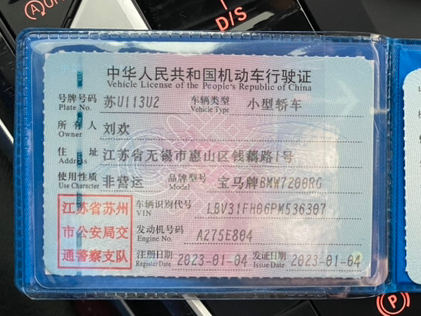 D/S
中华人民共和国机动车行驶证
Vehicle License of the People's Republic of China
号牌号码 苏U113U2 车辆类型 小型轿车
Plate No. Vehicle Type
所有人 刘欢
Owner
住址 江苏省无锡市惠山区钱藕路1号
Address
使用性质 非营运 品牌型号 宝马牌BMW7200RG
Use Character Model
江苏省苏州
市公安局交
通警察支队
车辆识别代号 LBV31FH06PM536307
VIN
发动机号码 A275E804
Engine No.
注册日期 2023-01-04 发证日期 2023-01-04
Register Date Issue Date
P